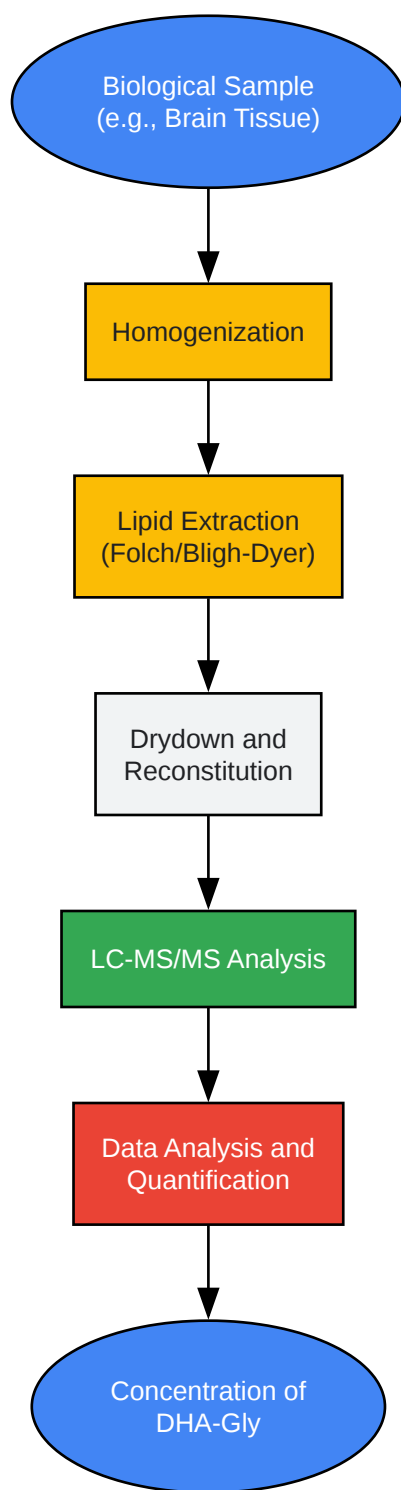 Biological Sample
(e.g., Brain Tissue)
Homogenization
Lipid Extraction
(Folch/Bligh-Dyer)
Drydown and
Reconstitution
LC-MS/MS Analysis
Data Analysis and
Quantification
Concentration of
DHA-Gly